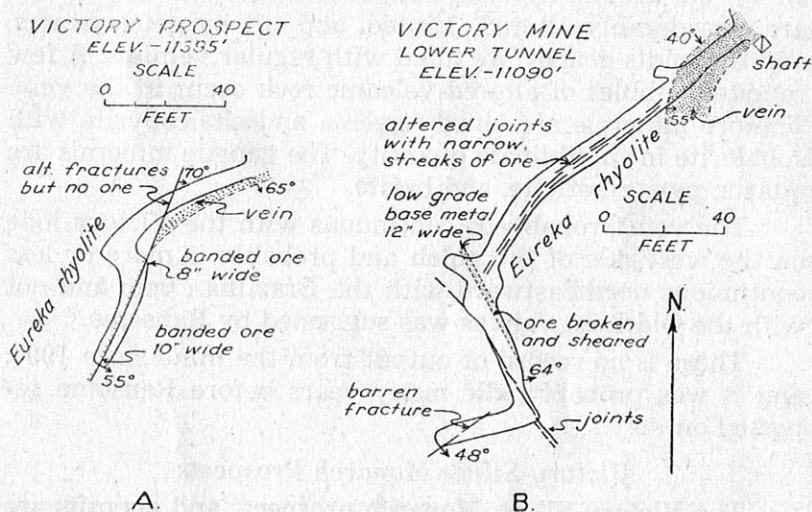 VICTORY PROSPECT
ELEV.-11385'
SCALE
0 40
FEET
alt. fractures
but no ore
70°
65°
vein
banded ore
8" wide
Eureka rhyolite
banded ore
10" wide
55°
A.
VICTORY MINE
LOWER TUNNEL
ELEV.-11090'
40°
shaft
vein
55°
altered joints
with narrow
streaks of ore
low grade
base metal
12" wide
Eureka rhyolite
SCALE
0 40
FEET
N.
ore broken
and sheared
64°
barren
fracture
joints
48°
B.